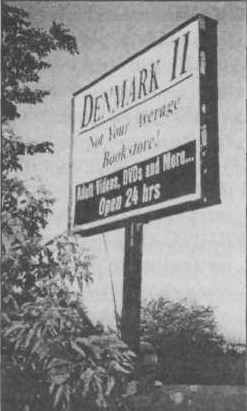 DENMARK II
Not Your Average
Bookstore!
Adult Videos, DVDs and More...
Open 24 hrs